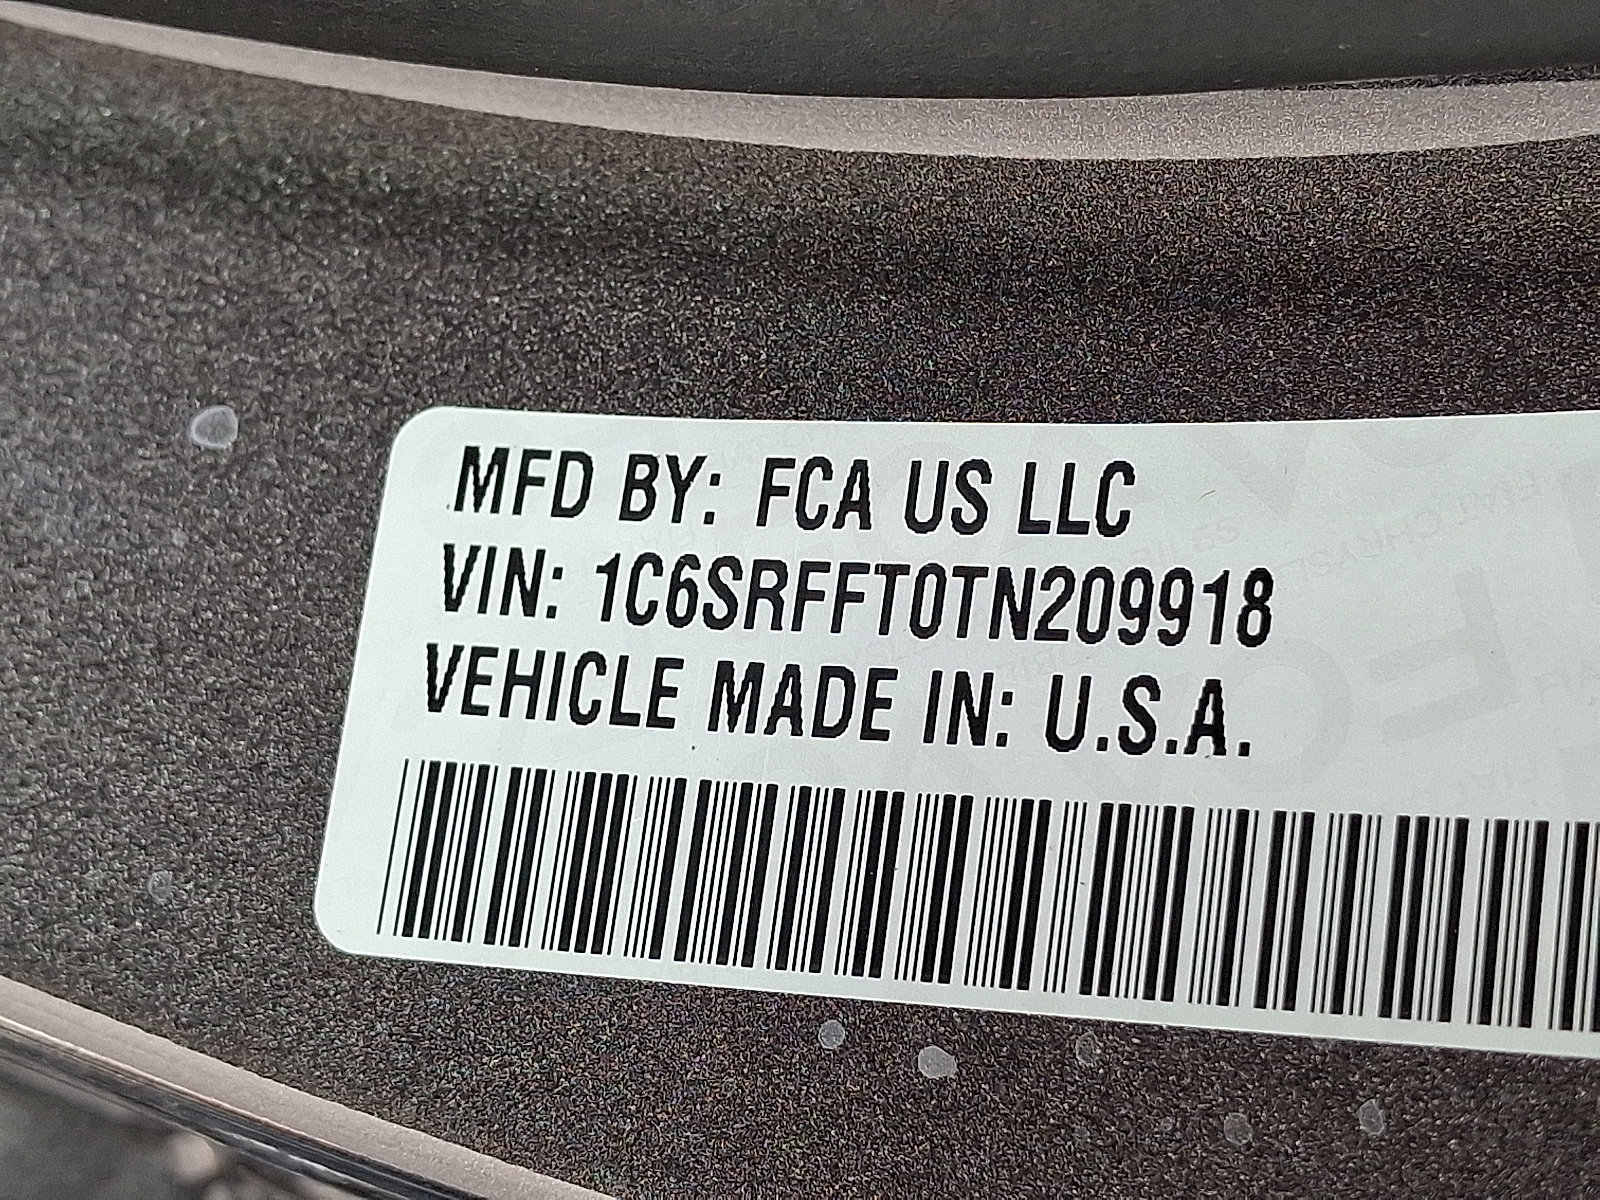 MFD BY: FCA US LLC
VIN: 1C6SRFFT0TN209918
VEHICLE MADE IN: U.S.A.